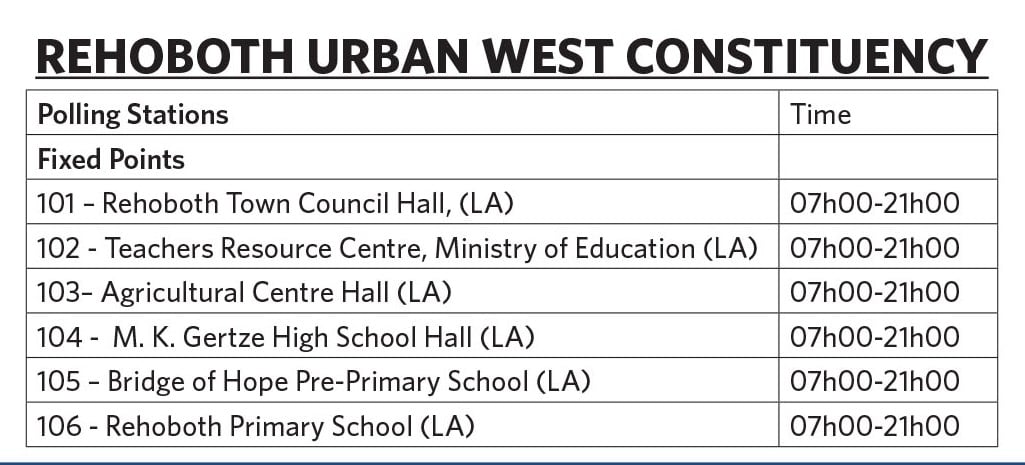 REHOBOTH URBAN WEST CONSTITUENCY
Polling Stations Time
Fixed Points
101 – Rehoboth Town Council Hall, (LA) 07h00-21h00
102 - Teachers Resource Centre, Ministry of Education (LA) 07h00-21h00
103– Agricultural Centre Hall (LA) 07h00-21h00
104 - M. K. Gertze High School Hall (LA) 07h00-21h00
105 – Bridge of Hope Pre-Primary School (LA) 07h00-21h00
106 - Rehoboth Primary School (LA) 07h00-21h00